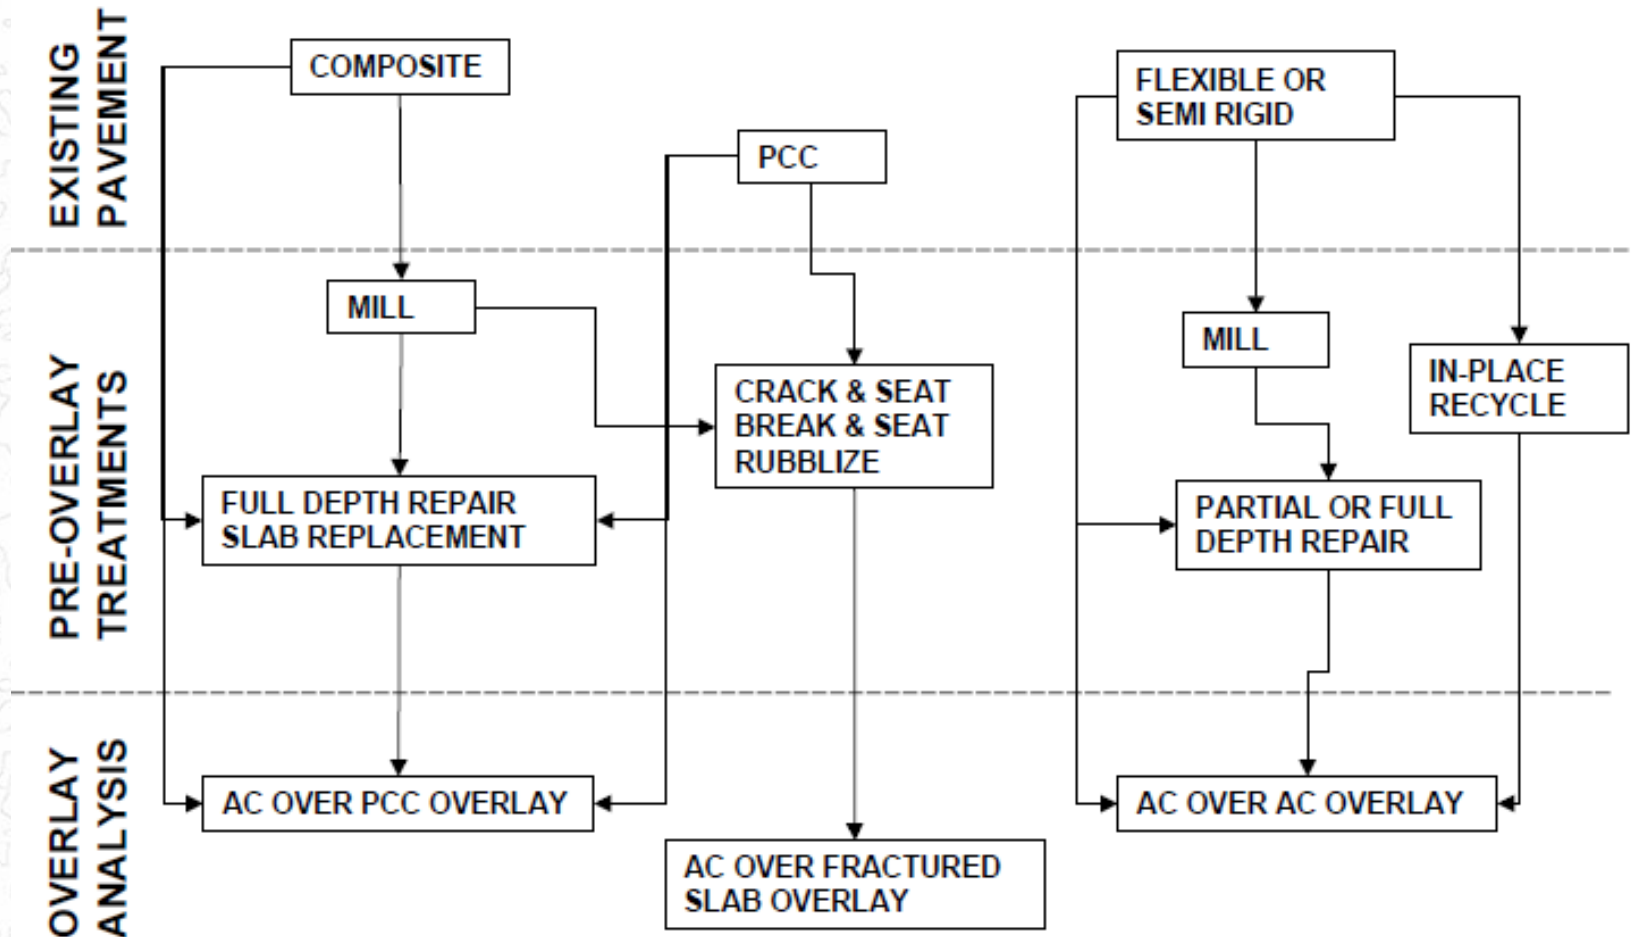 EXISTING
PAVEMENT
COMPOSITE
PCC
FLEXIBLE OR
SEMI RIGID
PRE-OVERLAY
TREATMENTS
MILL
CRACK & SEAT
BREAK & SEAT
RUBBLIZE
FULL DEPTH REPAIR
SLAB REPLACEMENT
MILL
IN-PLACE
RECYCLE
PARTIAL OR FULL
DEPTH REPAIR
OVERLAY
ANALYSIS
AC OVER PCC OVERLAY
AC OVER FRACTURED
SLAB OVERLAY
AC OVER AC OVERLAY